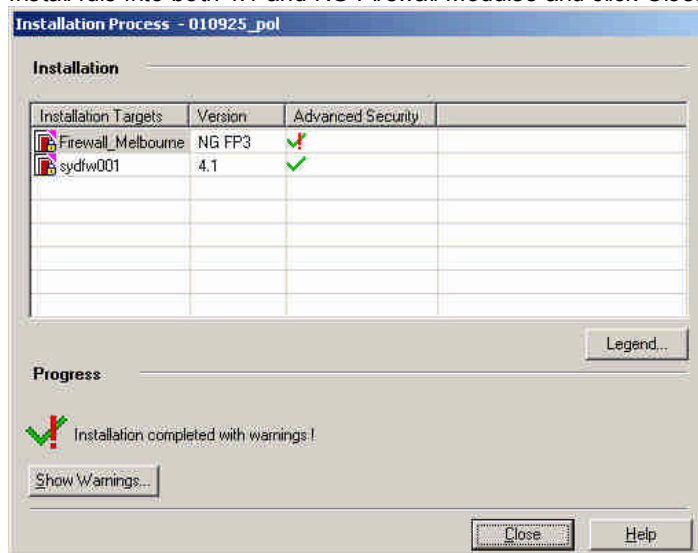 Installation Process - 010925_pol
Installation
Installation Targets Version Advanced Security
Firewall_Melbourne NG FP3
sydfw001 4.1
Legend...
Progress
Installation completed with warnings !
Show Warnings...
Close Help